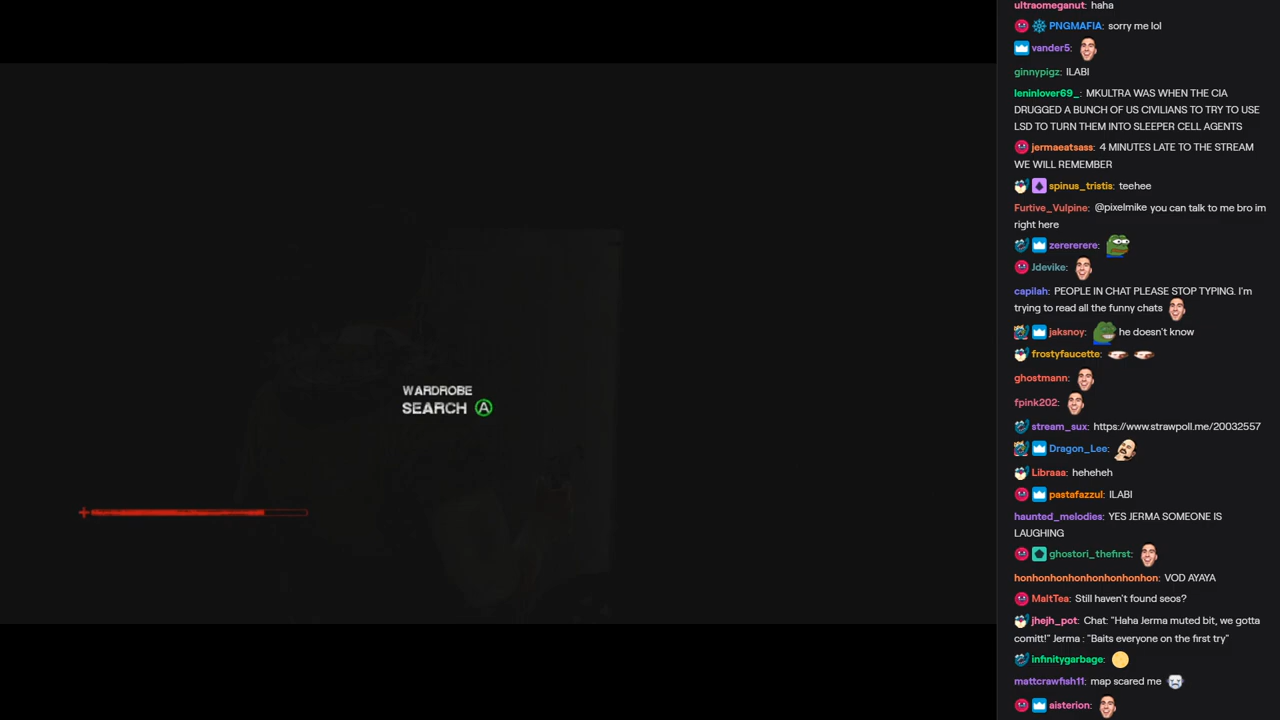 WARDROBE
SEARCH A
ultraomeganut: haha
PNGMAFIA: sorry me lol
vander5:
ginnypigz: ILABI
leninlover69_: MKULTRA WAS WHEN THE CIA
DRUGGED A BUNCH OF US CIVILIANS TO TRY TO USE
LSD TO TURN THEM INTO SLEEPER CELL AGENTS
jermaeatsass: 4 MINUTES LATE TO THE STREAM
WE WILL REMEMBER
spinus_tristis: teehee
Furtive_Vulpine: @pixelmike you can talk to me bro im
right here
zerererere:
Jdevike:
capilah: PEOPLE IN CHAT PLEASE STOP TYPING. I'm
trying to read all the funny chats
jaksnoy: he doesn't know
frostyfaucette:
ghostmann:
fpink202:
stream_sux: https://www.strawpoll.me/20032557
Dragon_Lee:
Libraaa: heheheh
pastafazzul: ILABI
haunted_melodies: YES JERMA SOMEONE IS
LAUGHING
ghostori_thefirst:
honhonhonhonhonhonhonhon: VOD AYAYA
MaltTea: Still haven't found seos?
jhejh_pot: Chat: "Haha Jerma muted bit, we gotta
comitt!" Jerma : "Baits everyone on the first try"
infinitygarbage:
mattcrawfish11: map scared me
aisterion: